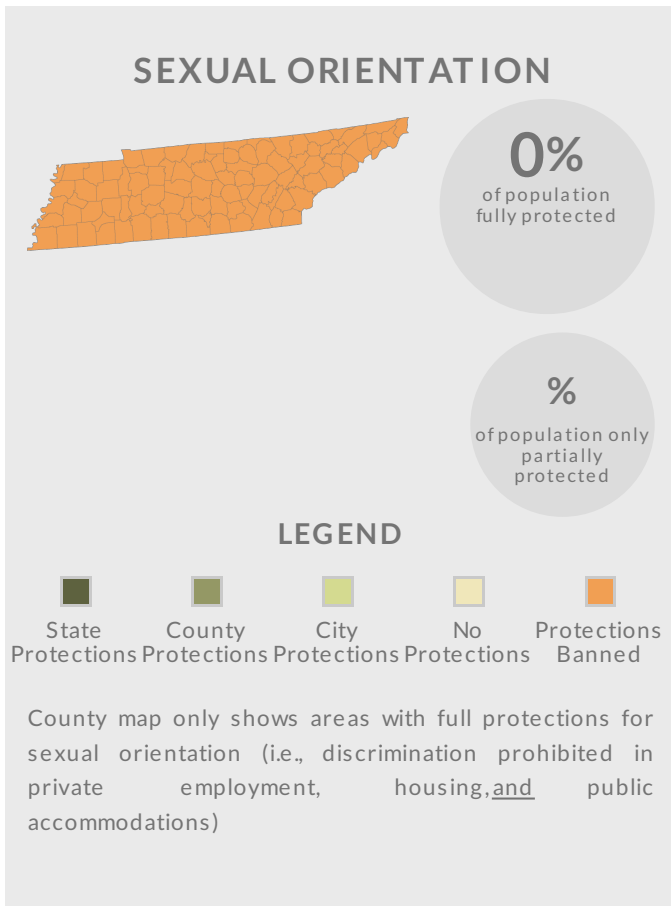 SEXUAL ORIENTATION
0%
of population
fully protected
%
of population only
partially
protected
LEGEND
State
Protections
County
Protections
City
Protections
No
Protections
Protections
Banned
County map only shows areas with full protections for
sexual orientation (i.e., discrimination prohibited in
private employment, housing,and public
accommodations)